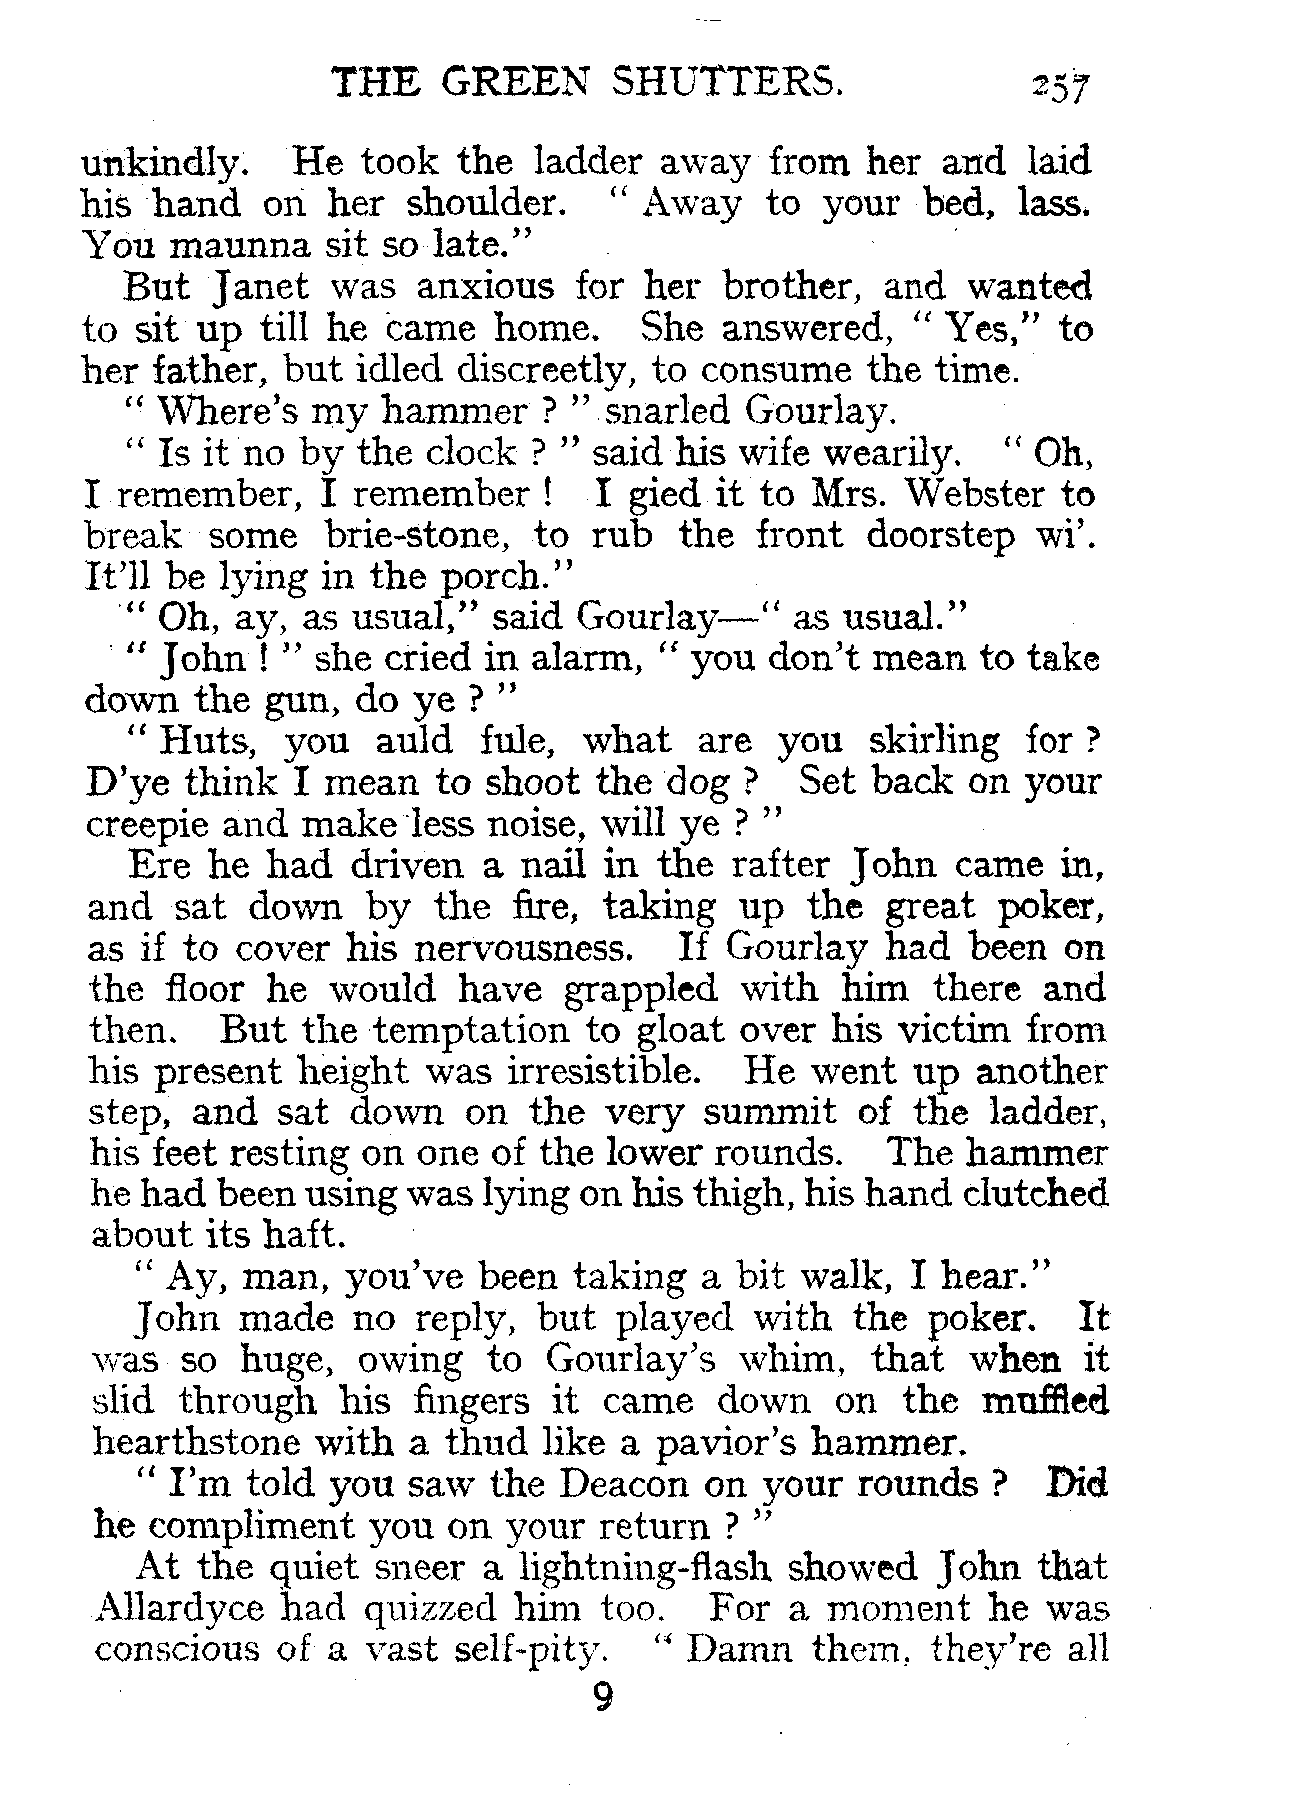 THE GREEN SHUTTERS. 257
unkindly. He took the ladder away from her and laid
his hand on her shoulder. “ Away to your bed, lass.
You maunna sit so late.”
But Janet was anxious for her brother, and wanted
to sit up till he came home. She answered, “ Yes,” to
her father, but idled discreetly, to consume the time.
“ Where's my hammer ? ” snarled Gourlay.
“ Is it no by the clock ? ” said his wife wearily. “ Oh,
I remember, I remember ! I gied it to Mrs. Webster to
break some brie-stone, to rub the front doorstep wi'.
It'll be lying in the porch.”
“ Oh, ay, as usual,” said Gourlay—“ as usual.”
“ John ! ” she cried in alarm, “ you don't mean to take
down the gun, do ye ? ”
“ Huts, you auld fule, what are you skirling for ?
D'ye think I mean to shoot the dog ? Set back on your
creepie and make less noise, will ye ? ”
Ere he had driven a nail in the rafter John came in,
and sat down by the fire, taking up the great poker,
as if to cover his nervousness. If Gourlay had been on
the floor he would have grappled with him there and
then. But the temptation to gloat over his victim from
his present height was irresistible. He went up another
step, and sat down on the very summit of the ladder,
his feet resting on one of the lower rounds. The hammer
he had been using was lying on his thigh, his hand clutched
about its haft.
“ Ay, man, you've been taking a bit walk, I hear.”
John made no reply, but played with the poker. It
was so huge, owing to Gourlay's whim, that when it
slid through his fingers it came down on the muffled
hearthstone with a thud like a pavior's hammer.
“ I'm told you saw the Deacon on your rounds ? Did
he compliment you on your return ? ”
At the quiet sneer a lightning-flash showed John that
Allardyce had quizzed him too. For a moment he was
conscious of a vast self-pity. “ Damn them, they're all
9